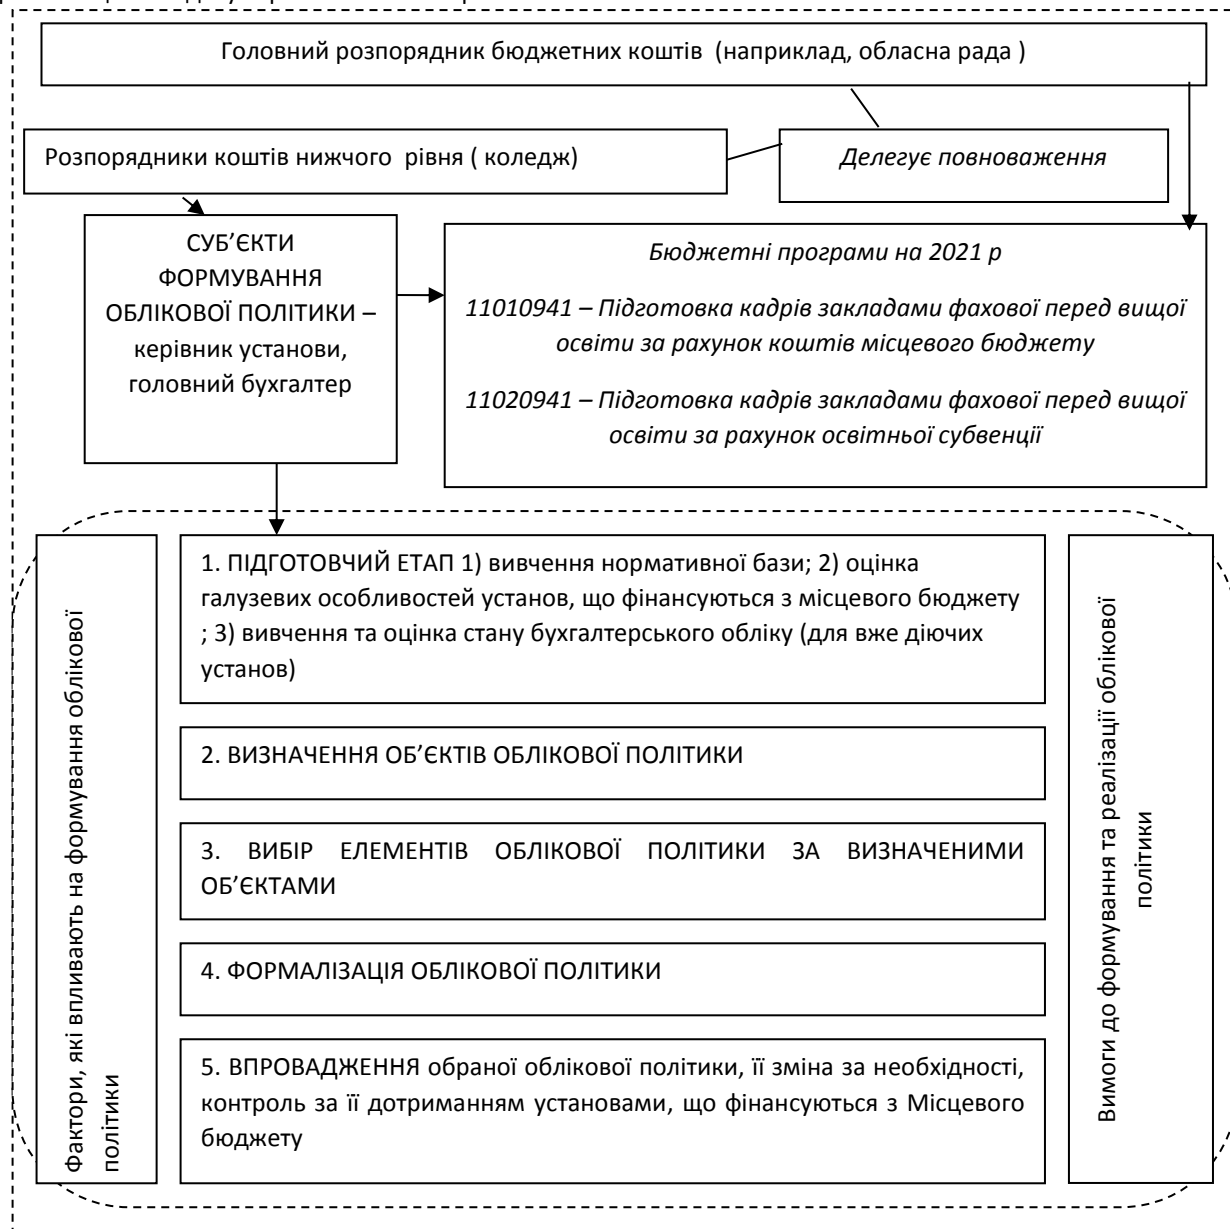 Головний розпорядник бюджетних коштів (наприклад, обласна рада )
Розпорядники коштів нижчого рівня ( коледж)
Делегує повноваження
СУБ’ЄКТИ
ФОРМУВАННЯ
ОБЛІКОВОЇ ПОЛІТИКИ –
керівник установи,
головний бухгалтер
Бюджетні програми на 2021 р
11010941 – Підготовка кадрів закладами фахової перед вищої
освіти за рахунок коштів місцевого бюджету
11020941 – Підготовка кадрів закладами фахової перед вищої
освіти за рахунок освітньої субвенції
Фактори, які впливають на формування облікової
політики
1. ПІДГОТОВЧИЙ ЕТАП 1) вивчення нормативної бази; 2) оцінка
галузевих особливостей установ, що фінансуються з місцевого бюджету
; 3) вивчення та оцінка стану бухгалтерського обліку (для вже діючих
установ)
2. ВИЗНАЧЕННЯ ОБ’ЄКТІВ ОБЛІКОВОЇ ПОЛІТИКИ
3. ВИБІР ЕЛЕМЕНТІВ ОБЛІКОВОЇ ПОЛІТИКИ ЗА ВИЗНАЧЕНИМИ
ОБ’ЄКТАМИ
4. ФОРМАЛІЗАЦІЯ ОБЛІКОВОЇ ПОЛІТИКИ
5. ВПРОВАДЖЕННЯ обраної облікової політики, її зміна за необхідності,
контроль за її дотриманням установами, що фінансуються з Місцевого
бюджету
Вимоги до формування та реалізації облікової
політики